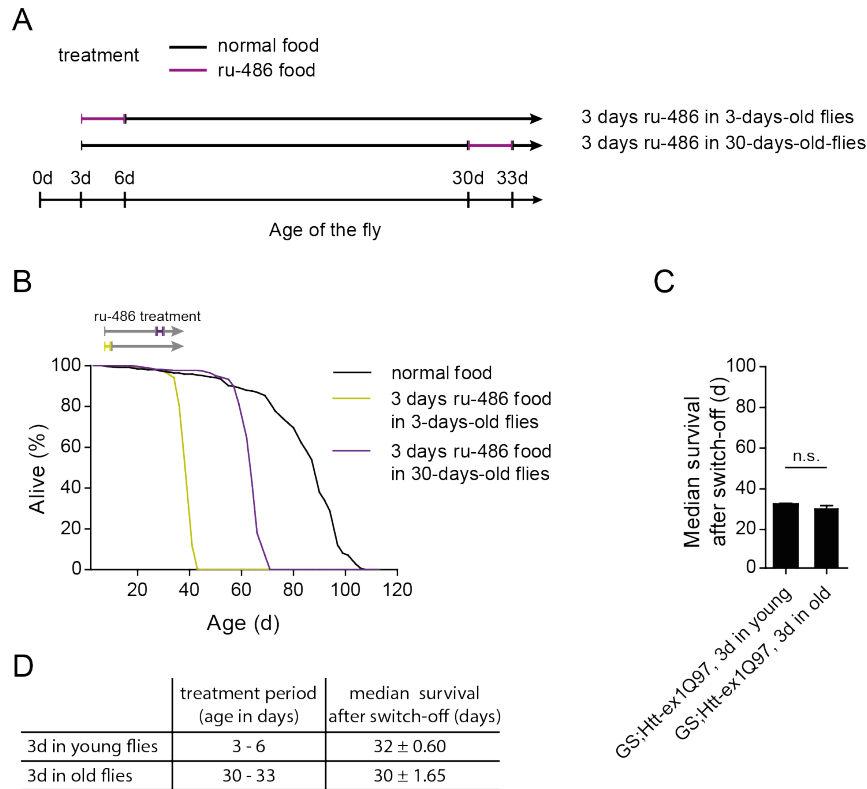 A
treatment
normal food
ru-486 food
3 days ru-486 in 3-days-old flies
3 days ru-486 in 30-days-old-flies
0d 3d 6d 30d 33d
Age of the fly
B
ru-486 treatment
100
80
60
40
20
0
Alive (%)
20 40 60 80 100 120
Age (d)
normal food
3 days ru-486 food
in 3-days-old flies
3 days ru-486 food
in 30-days-old flies
C
Median survival
after switch-off (d)
100
80
60
40
20
0
n.s.
GS;Htt-ex1Q97, 3d in young
GS;Htt-ex1Q97, 3d in old
D
treatment period
(age in days)
median survival
after switch-off (days)
3d in young flies 3 - 6 32 ± 0.60
3d in old flies 30 - 33 30 ± 1.65